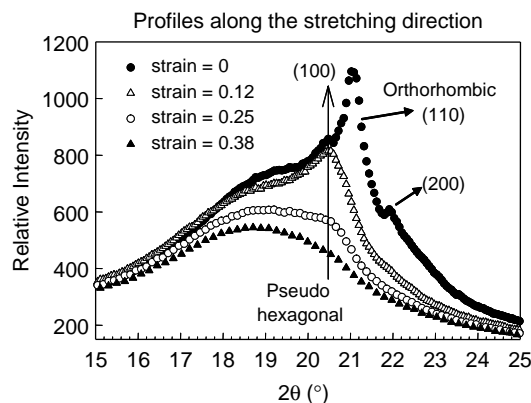 Profiles along the stretching direction
1200
1000
800
600
400
200
Relative Intensity
strain = 0
strain = 0.12
strain = 0.25
strain = 0.38
(100)
Orthorhombic
(110)
(200)
Pseudo
hexagonal
15 16 17 18 19 20 21 22 23 24 25
2θ (°)